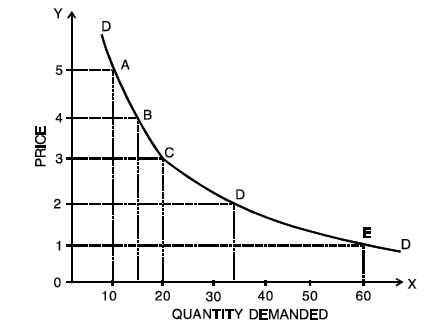 Y
D
5 A
4 B
3 C
2 D
1 E D
0 X
10 20 30 40 50 60
PRICE
QUANTITY DEMANDED